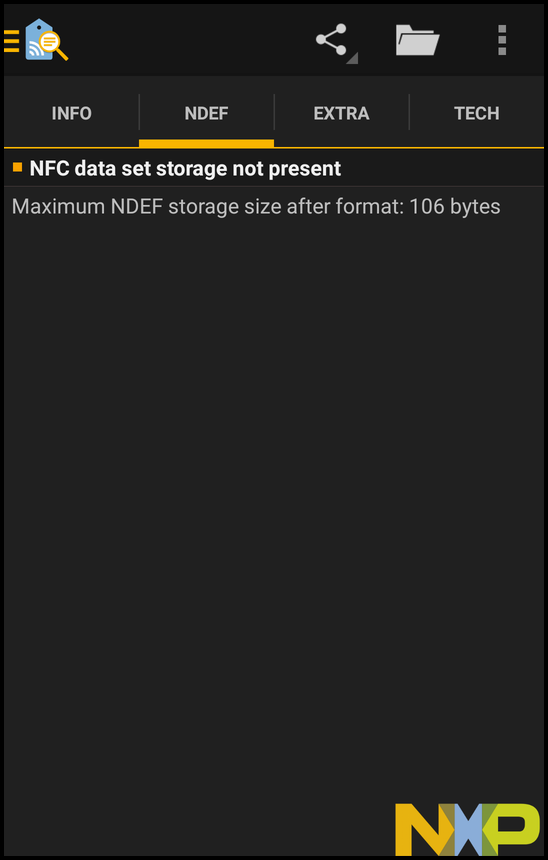 INFO
NDEF
EXTRA
TECH
NFC data set storage not present
Maximum NDEF storage size after format: 106 bytes
NXP